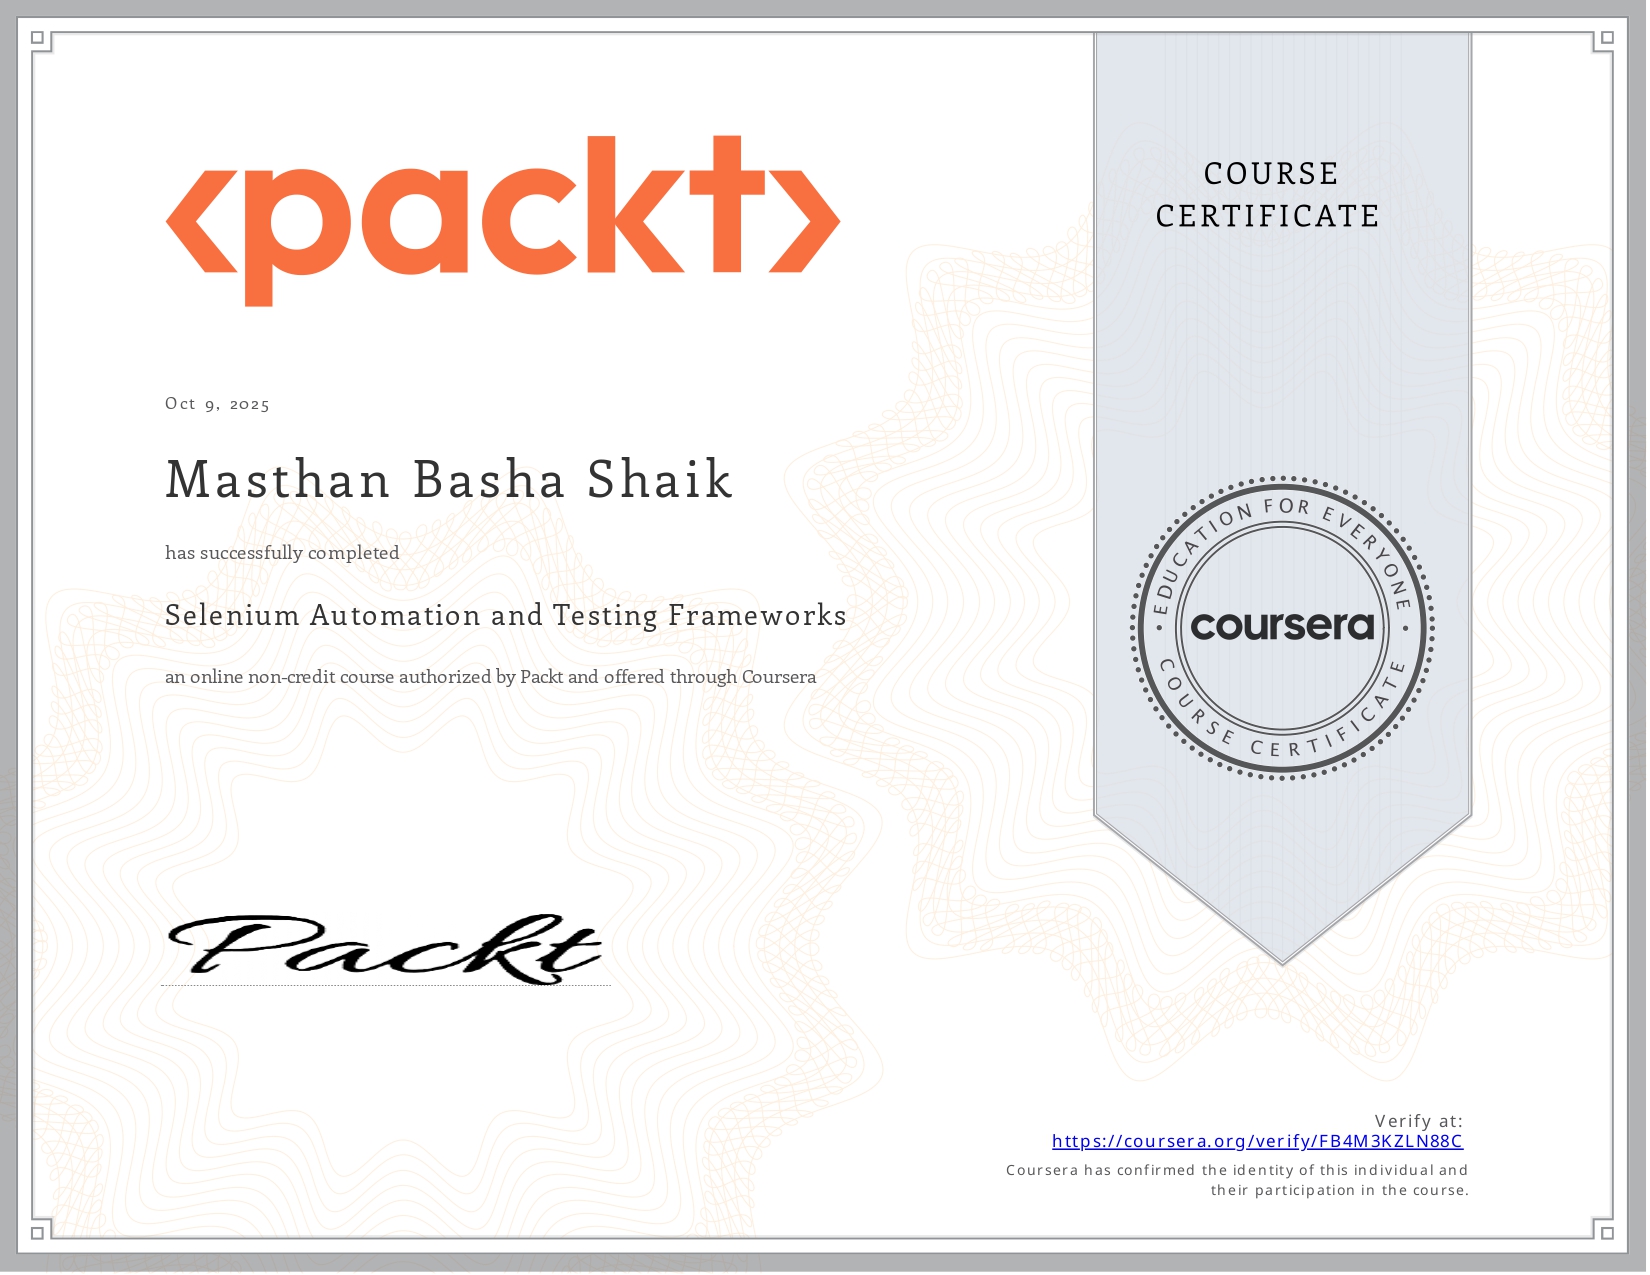 <packt>
COURSE
CERTIFICATE
Oct 9, 2025
Masthan Basha Shaik
has successfully completed
Selenium Automation and Testing Frameworks
an online non-credit course authorized by Packt and offered through Coursera
EDUCATION FOR EVERYONE
coursera
COURSE CERTIFICATE
Packt
Verify at:
https://coursera.org/verify/FB4M3KZLN88C
Coursera has confirmed the identity of this individual and
their participation in the course.